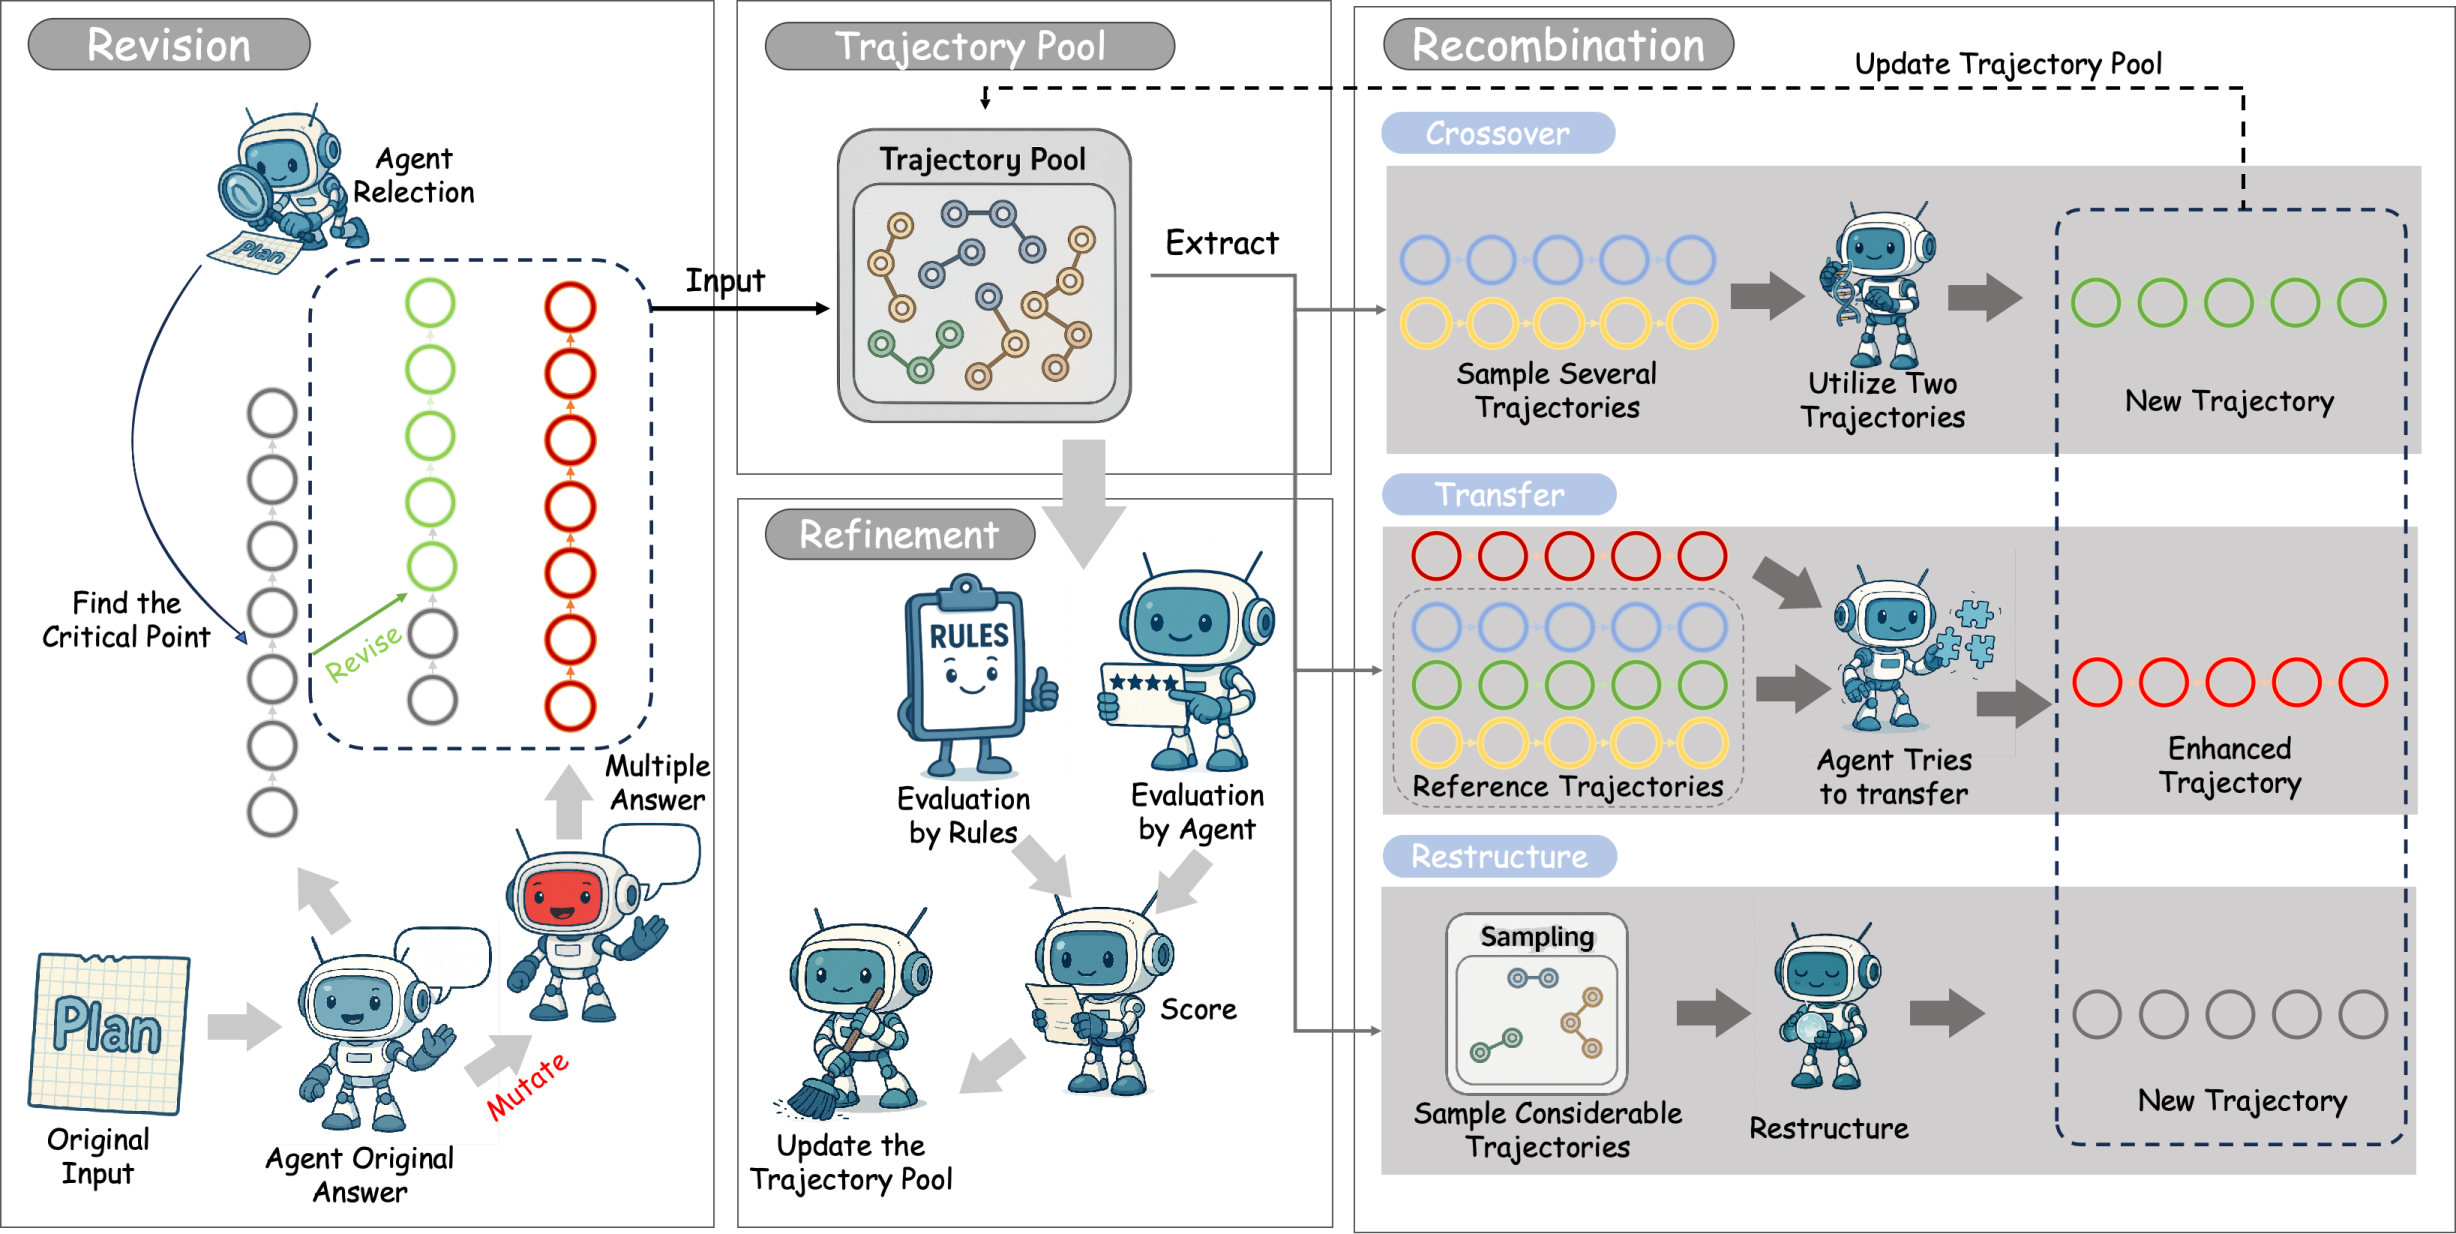 Revision
Agent
Relection
Plan
Find the
Critical Point
Revise
Multiple
Answer
Plan
Mutate
Original
Input
Agent Original
Answer
Input
Trajectory Pool
Trajectory Pool
Extract
Refinement
RULES
Evaluation
by Rules
Evaluation
by Agent
Score
Update the
Trajectory Pool
Recombination
Update Trajectory Pool
Crossover
Sample Several
Trajectories
Utilize Two
Trajectories
New Trajectory
Transfer
Reference Trajectories
Agent Tries
to transfer
Enhanced
Trajectory
Restructure
Sampling
Sample Considerable
Trajectories
Restructure
New Trajectory